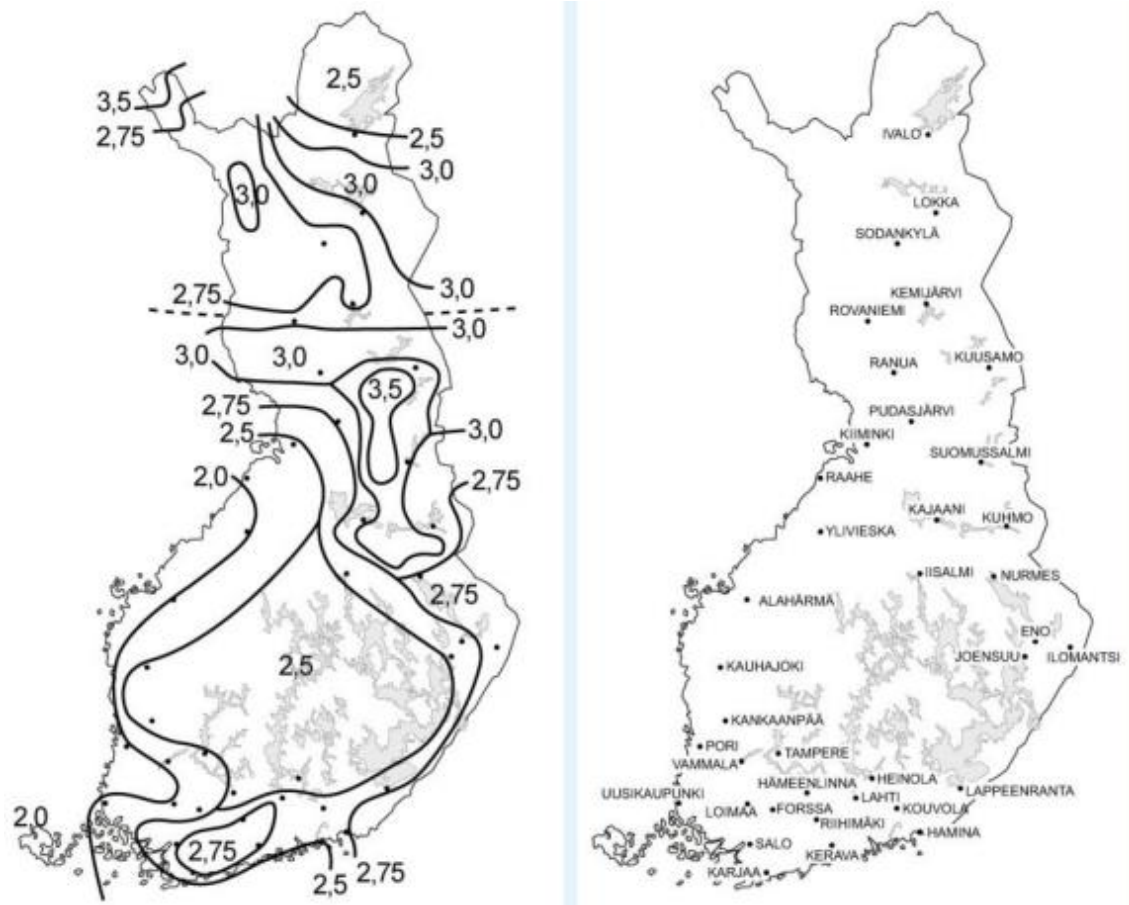 2,5
3,5
2,75
2,5
3,0
3,0
3,0
2,75
3,0
3,0
3,0
3,0
3,5
2,75
2,5
3,0
2,0
2,75
2,75
2,5
2,0
2,75
2,5
2,75
IVALO
LOKKA
SODANKYLÄ
KEMIJÄRVI
ROVANIEMI
RANUA
KUUSAMO
PUDASJÄRVI
KIIMINKI
SUOMUSSALMI
RAAHE
KAJAANI
KUHMO
YLIVIESKA
IISALMI
NURMES
ALAHÄRMÄ
ENO
ILOMANTSI
JOENSUU
KAUHAJOKI
KANKAANPÄÄ
PORI
TAMPERE
VAMMALA
HEINOLA
HÄMEENLINNA
LAPPEENRANTA
UUSIKAUPUNKI
LAHTI
LOIMAA
FORSSA
KOUVOLA
RIIHIMÄKI
HAMINA
SALO
KERAVA
KARJAA